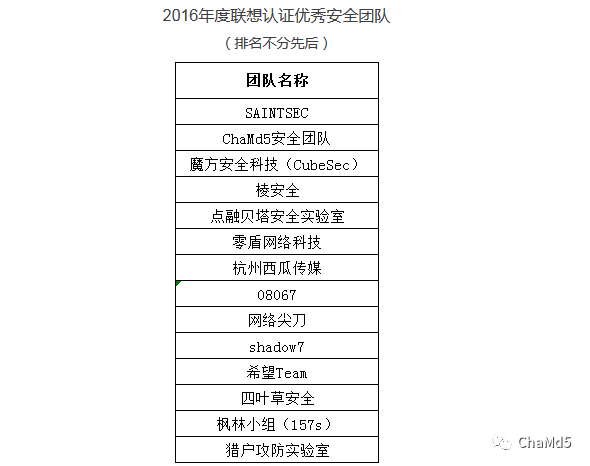 2016年度联想认证优秀安全团队
（排名不分先后）
团队名称
SAINTSEC
ChaMd5安全团队
魔方安全科技（CubeSec）
棱安全
点融贝塔安全实验室
零盾网络科技
杭州西瓜传媒
08067
网络尖刀
shadow7
希望Team
四叶草安全
枫林小组（157s）
猎户攻防实验室
ChaMd5